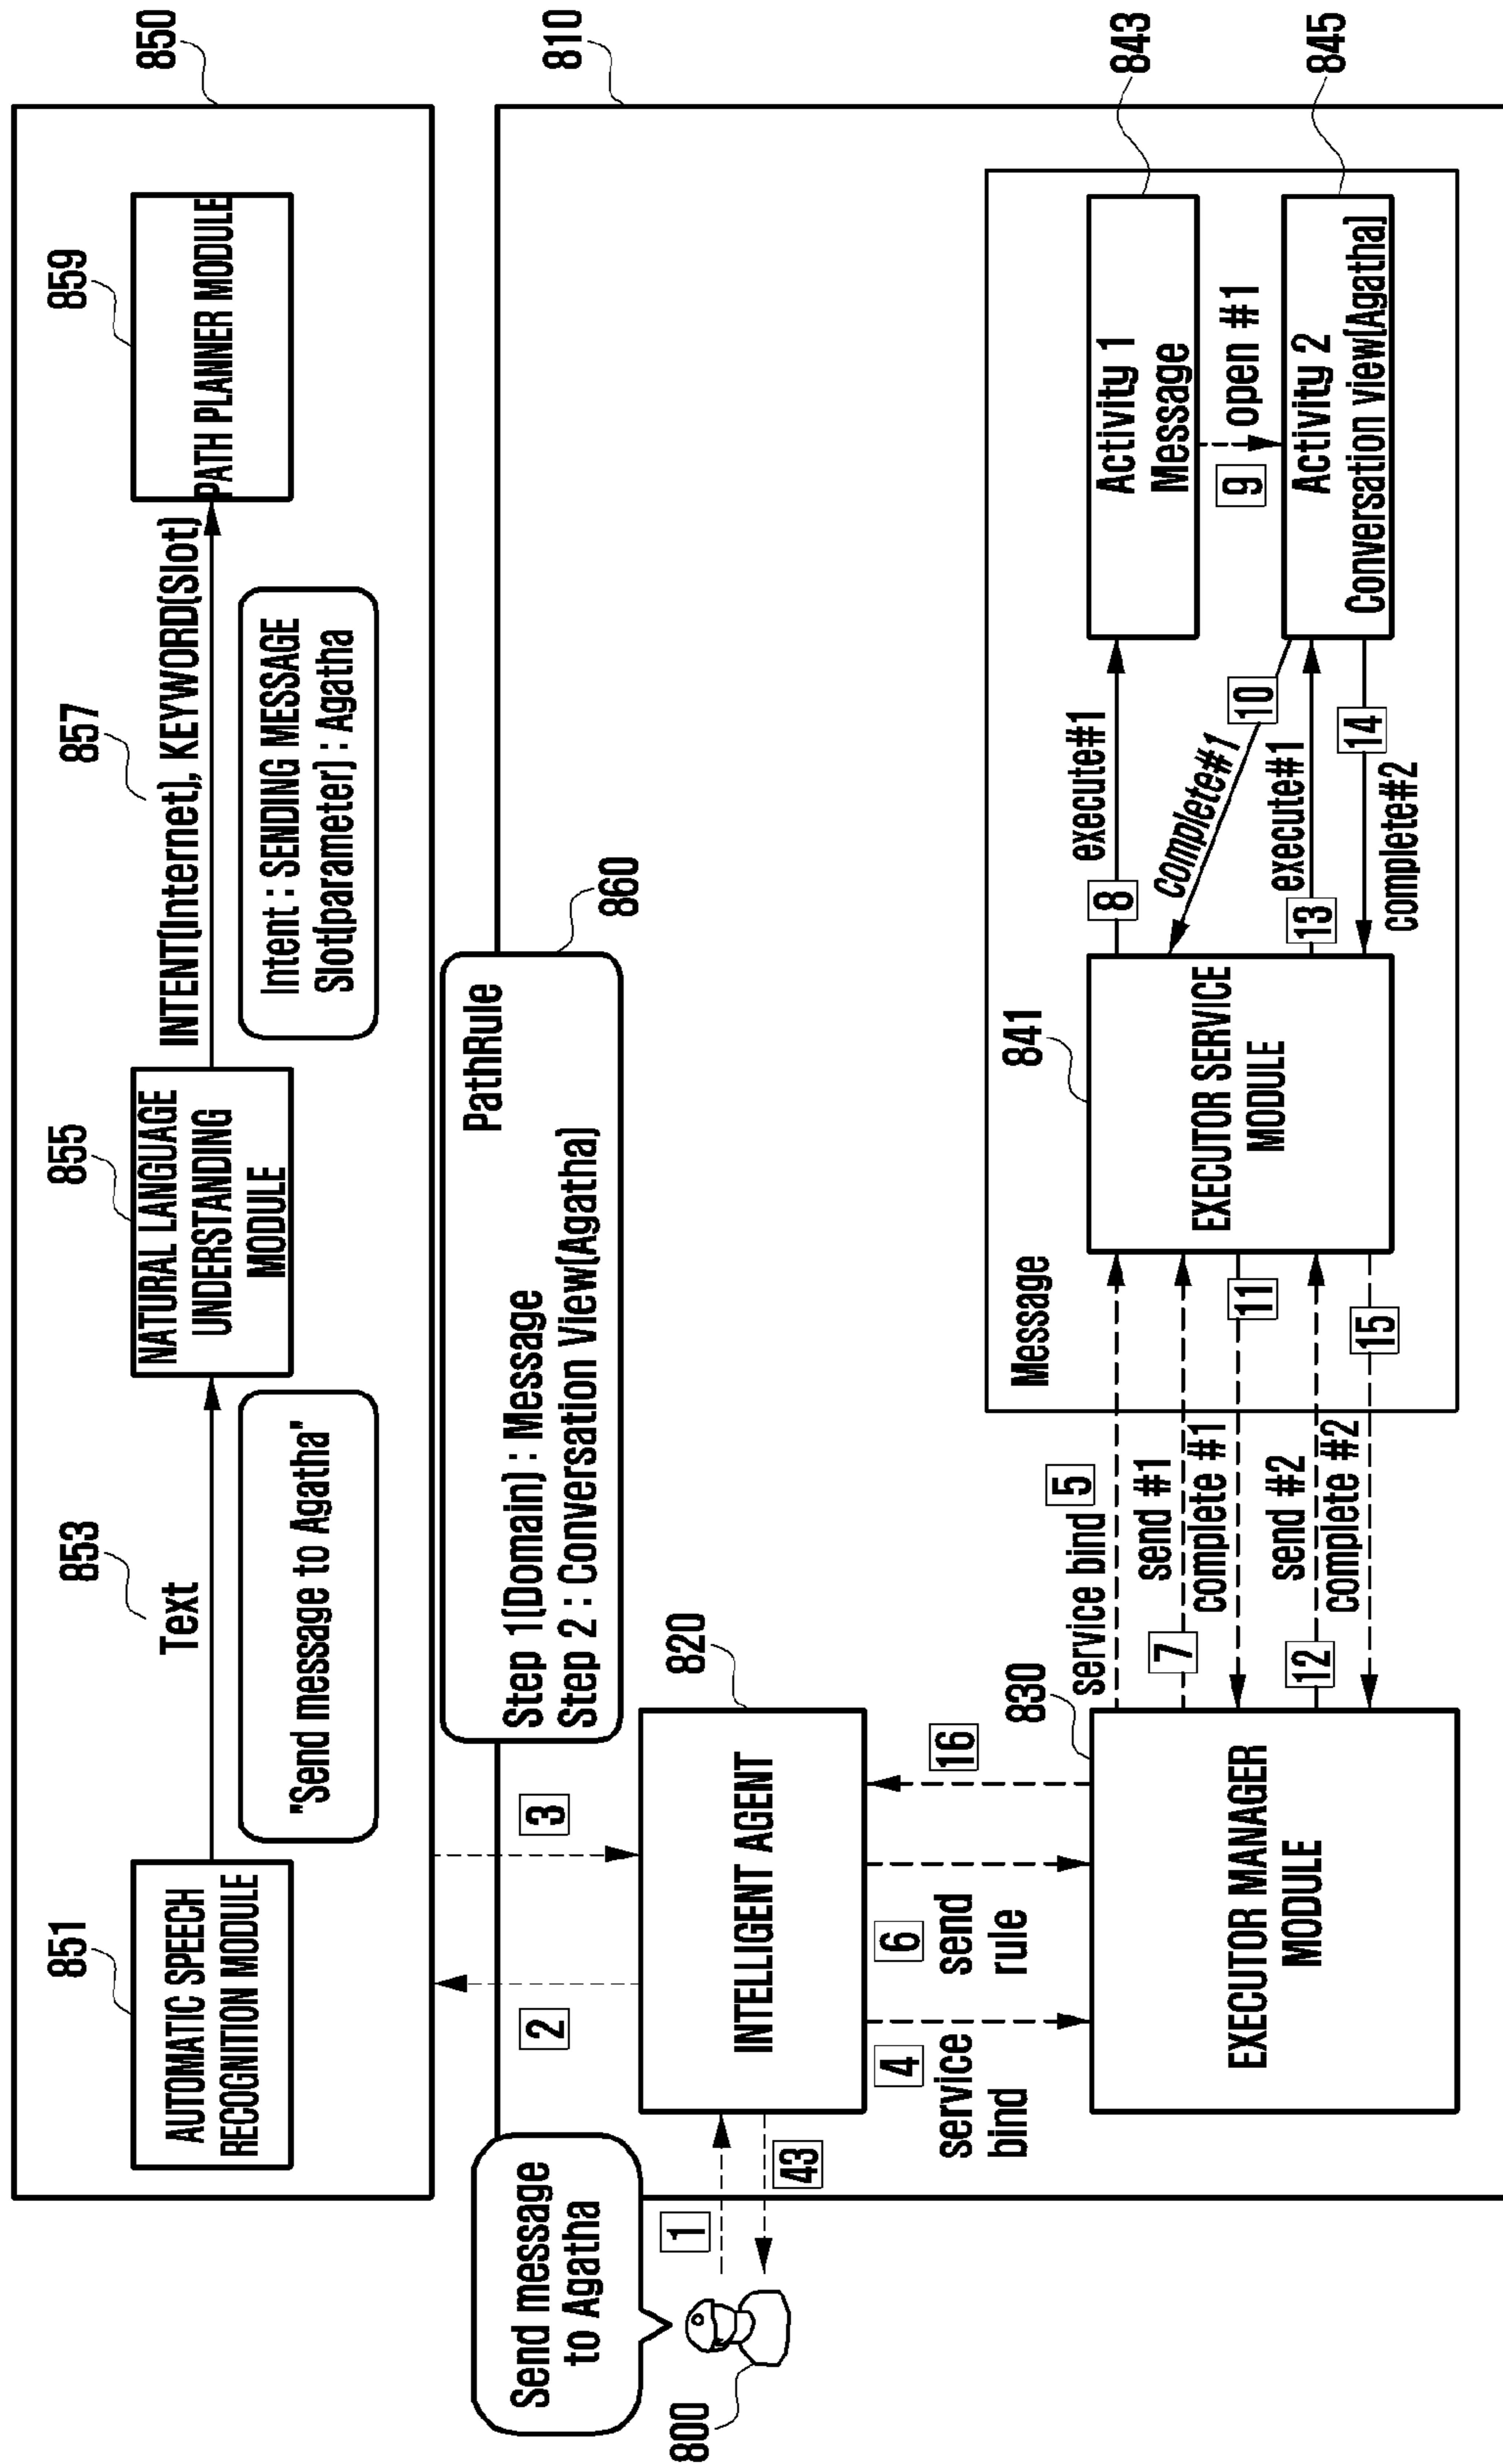 850
851
AUTOMATIC SPEECH
RECOGNITION MODULE
853
Text
"Send message to Agatha"
855
NATURAL LANGUAGE
UNDERSTANDING
MODULE
857
INTENT(Internet), KEYWORD(Slot)
Intent : SENDING MESSAGE
Slot(parameter) : Agatha
859
PATH PLANNER MODULE
810
860
PathRule
Step 1(Domain) : Message
Step 2 : Conversation View(Agatha)
Send message
to Agatha
800
1
43
2
3
820
INTELLIGENT AGENT
4
service
bind
6
send
rule
16
830
EXECUTOR MANAGER
MODULE
service bind
5
7
send #1
complete #1
11
12
send #2
complete #2
15
Message
841
EXECUTOR SERVICE
MODULE
8
execute#1
complete#1
10
13
execute#1
14
complete#2
843
Activity 1
Message
9
open #1
845
Activity 2
Conversation view(Agatha)